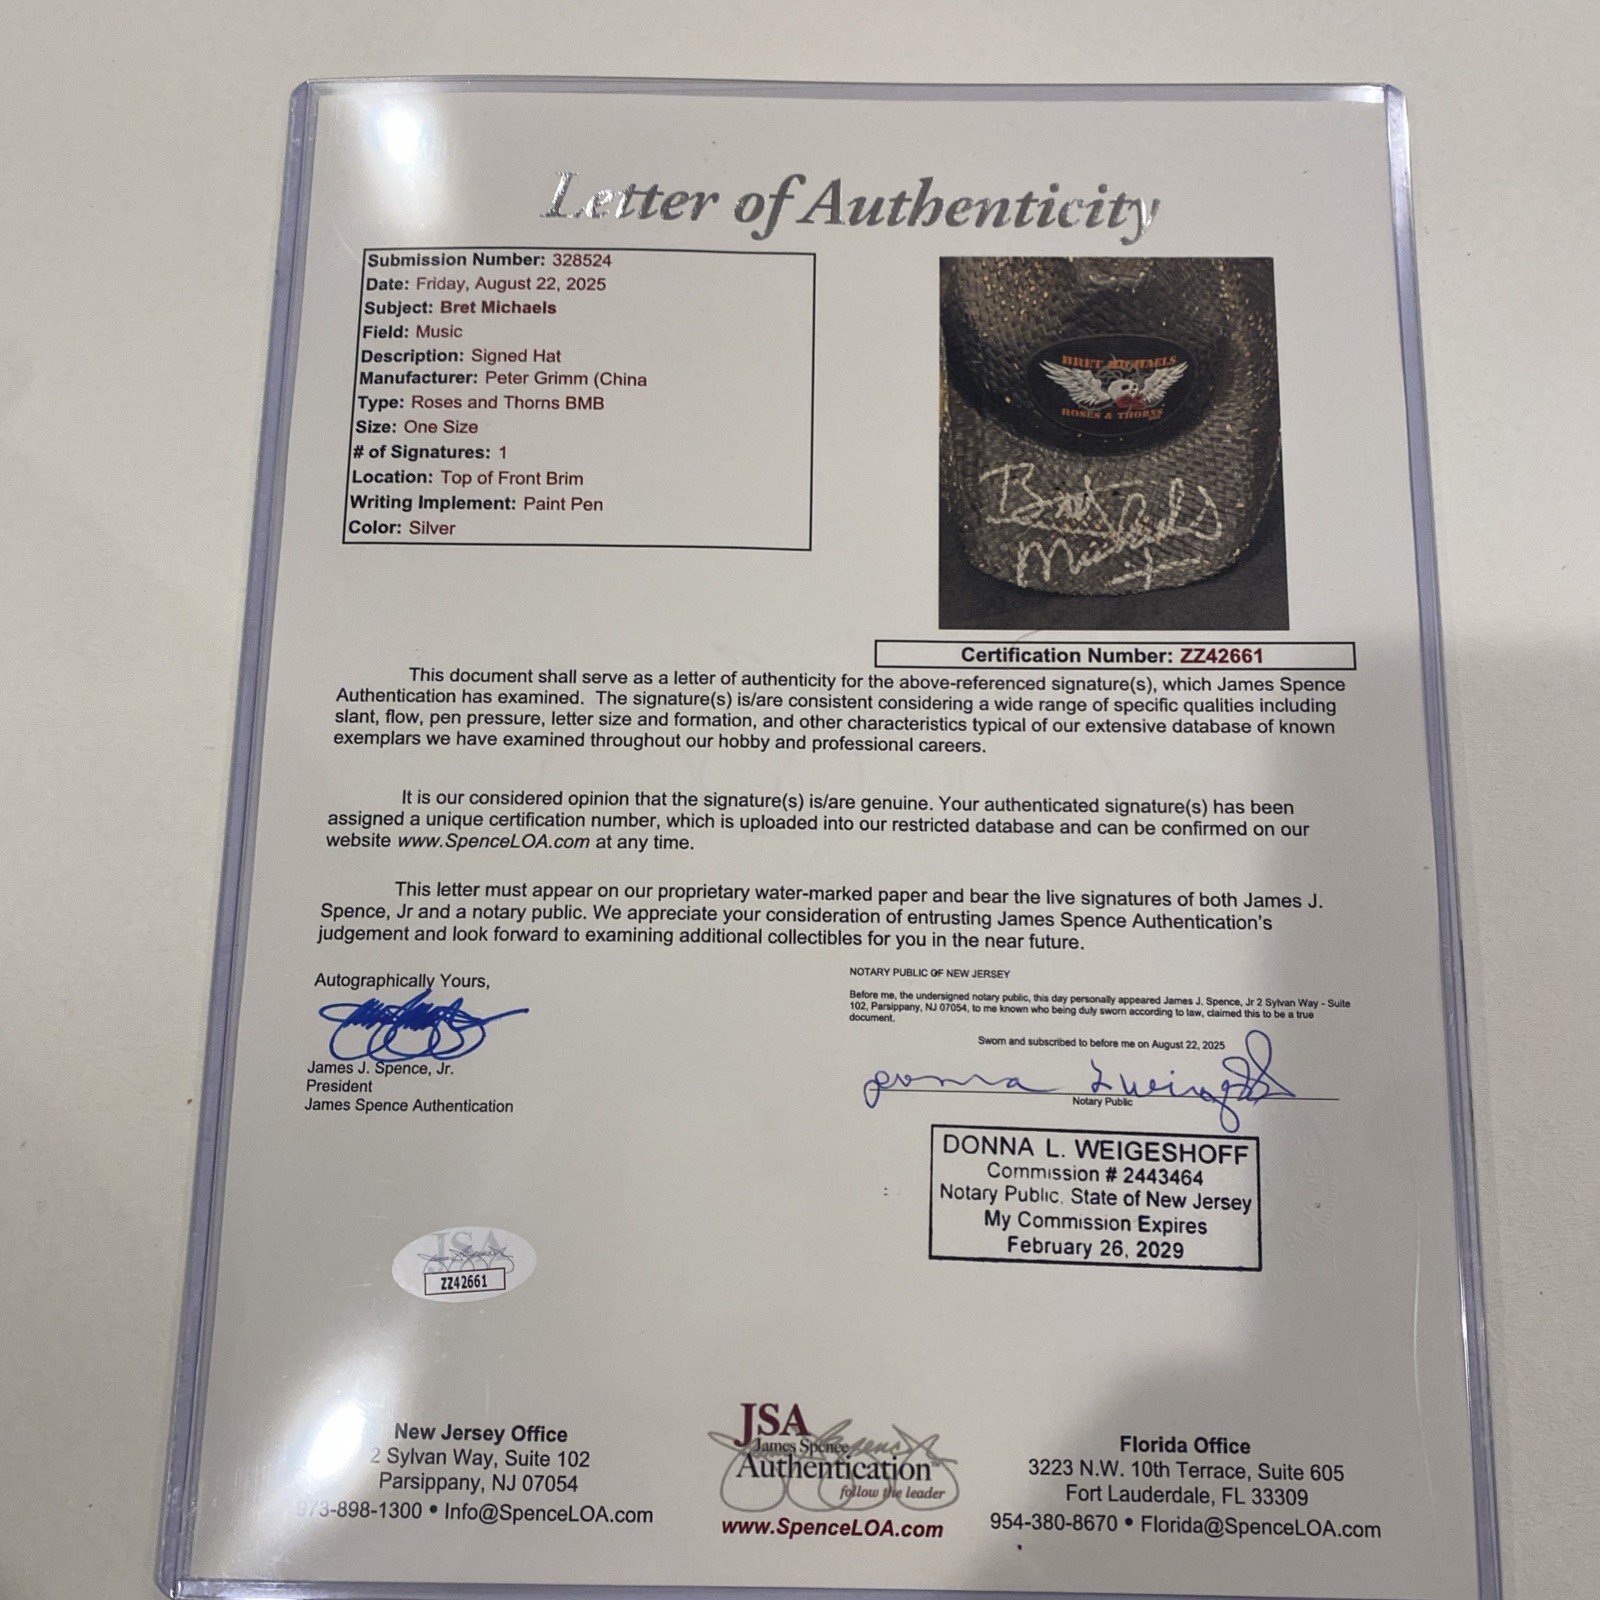 Letter of Authenticity
Submission Number: 328524
Date: Friday, August 22, 2025
Subject: Bret Michaels
Field: Music
Description: Signed Hat
Manufacturer: Peter Grimm (China
Type: Roses and Thorns BMB
Size: One Size
# of Signatures: 1
Location: Top of Front Brim
Writing Implement: Paint Pen
Color: Silver
BRET MICHAELS
ROSES & THORNS
Bret
Michaels
Certification Number: ZZ42661
This document shall serve as a letter of authenticity for the above-referenced signature(s), which James Spence
Authentication has examined. The signature(s) is/are consistent considering a wide range of specific qualities including
slant, flow, pen pressure, letter size and formation, and other characteristics typical of our extensive database of known
exemplars we have examined throughout our hobby and professional careers.
It is our considered opinion that the signature(s) is/are genuine. Your authenticated signature(s) has been
assigned a unique certification number, which is uploaded into our restricted database and can be confirmed on our
website www.SpenceLOA.com at any time.
This letter must appear on our proprietary water-marked paper and bear the live signatures of both James J.
Spence, Jr and a notary public. We appreciate your consideration of entrusting James Spence Authentication's
judgement and look forward to examining additional collectibles for you in the near future.
Autographically Yours,
James J. Spence, Jr.
President
James Spence Authentication
NOTARY PUBLIC OF NEW JERSEY
Before me, the undersigned notary public, this day personally appeared James J. Spence, Jr 2 Sylvan Way - Suite
102, Parsippany, NJ 07054, to me known who being duly sworn according to law, claimed this to be a true
document.
Sworn and subscribed to before me on August 22, 2025
Notary Public
DONNA L. WEIGESHOFF
Commission # 2443464
Notary Public, State of New Jersey
My Commission Expires
February 26, 2029
JSA
ZZ42661
New Jersey Office
2 Sylvan Way, Suite 102
Parsippany, NJ 07054
973-898-1300 • Info@SpenceLOA.com
JSA
James Spence
Authentication
follow the leader
www.SpenceLOA.com
Florida Office
3223 N.W. 10th Terrace, Suite 605
Fort Lauderdale, FL 33309
954-380-8670 • Florida@SpenceLOA.com